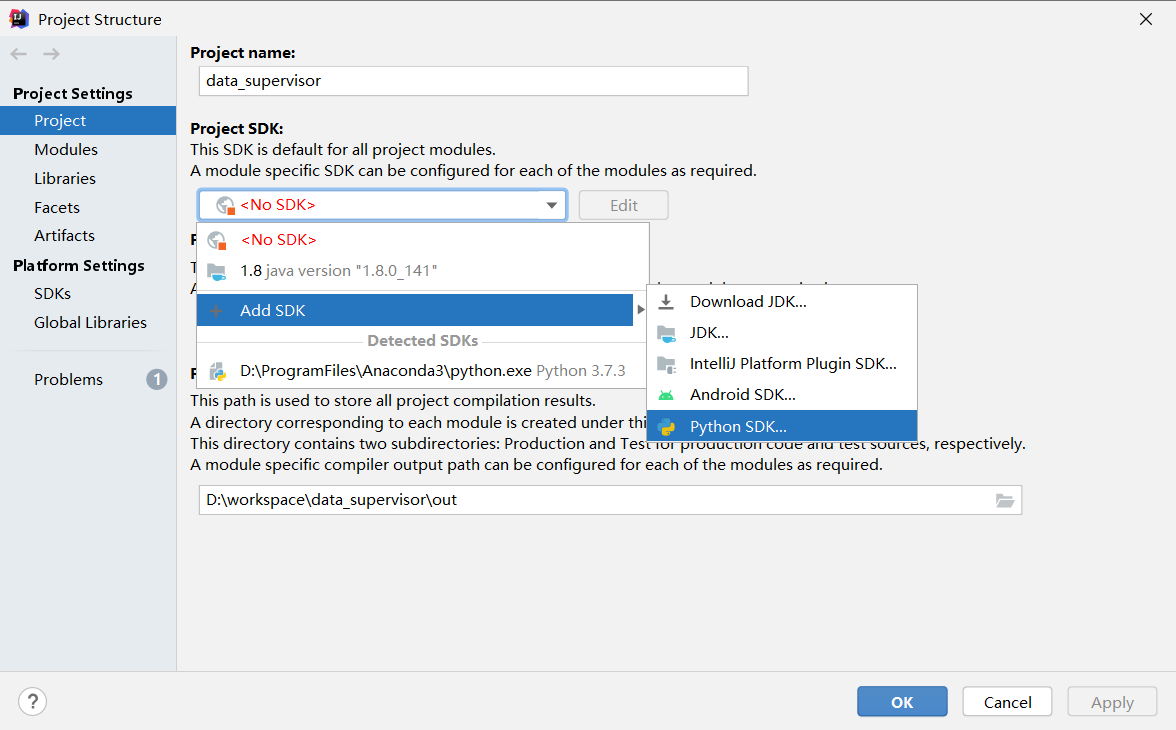 Project Structure
Project Settings
Project
Modules
Libraries
Facets
Artifacts
Platform Settings
SDKs
Global Libraries
Problems
1
Project name:
data_supervisor
Project SDK:
This SDK is default for all project modules.
A module specific SDK can be configured for each of the modules as required.
<No SDK>
Edit
<No SDK>
1.8 java version "1.8.0_141"
Add SDK
Detected SDKs
D:\ProgramFiles\Anaconda3\python.exe Python 3.7.3
Download JDK...
JDK...
IntelliJ Platform Plugin SDK...
Android SDK...
Python SDK...
This path is used to store all project compilation results.
A directory corresponding to each module is created under
This directory contains two subdirectories: Production and Test for production code and test sources, respectively.
A module specific compiler output path can be configured for each of the modules as required.
D:\workspace\data_supervisor\out
?
OK
Cancel
Apply